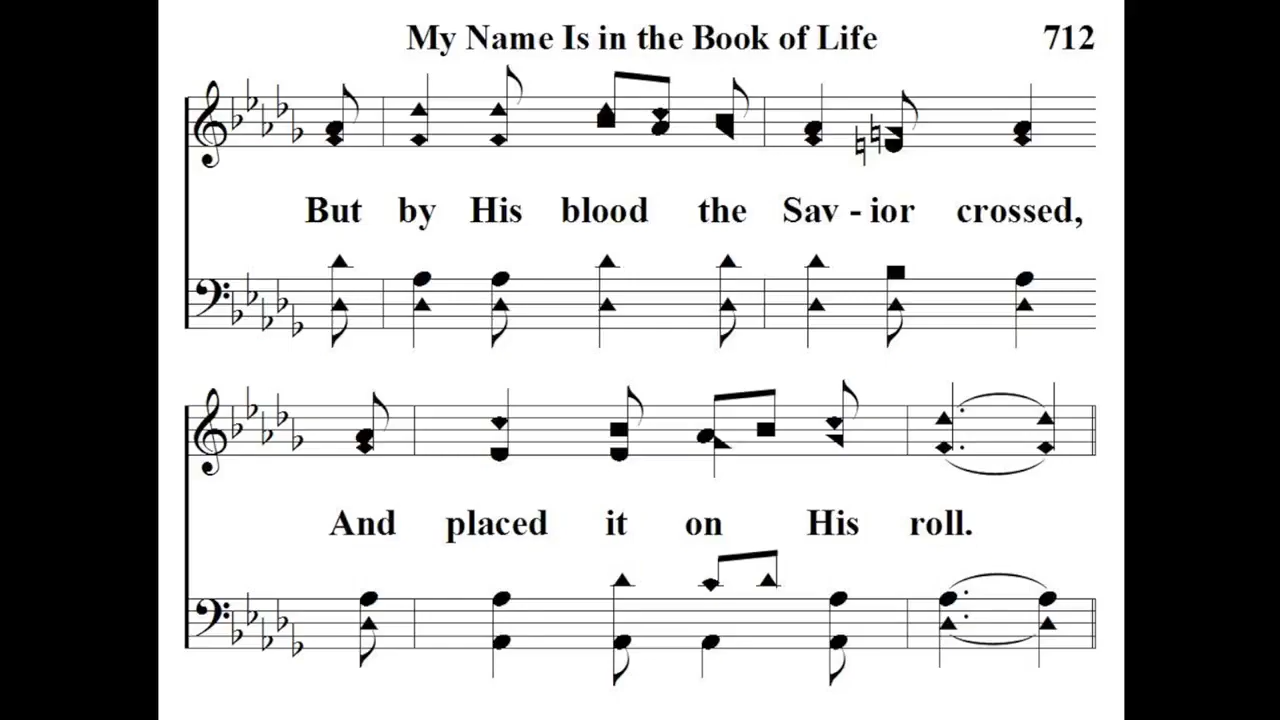 My Name Is in the Book of Life 712
But by His blood the Sav - ior crossed,
And placed it on His roll.